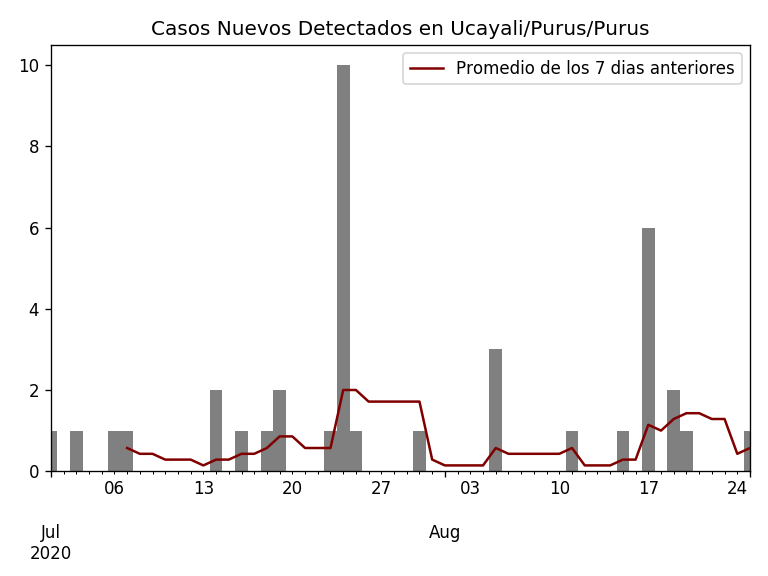 Casos Nuevos Detectados en Ucayali/Purus/Purus
Promedio de los 7 dias anteriores
10
8
6
4
2
0
06 13 20 27 03 10 17 24
Jul Aug
2020